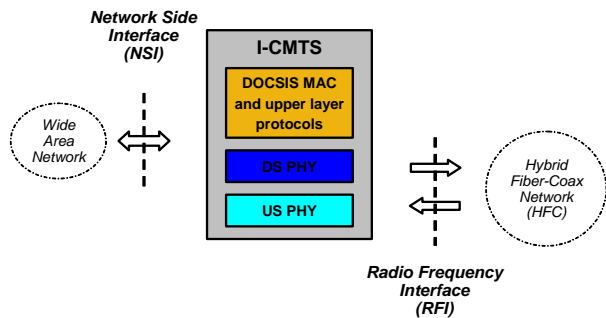 Network Side
Interface
(NSI)
I-CMTS
DOCSIS MAC
and upper layer
protocols
Wide
Area
Network
DS PHY
US PHY
Hybrid
Fiber-Coax
Network
(HFC)
Radio Frequency
Interface
(RFI)